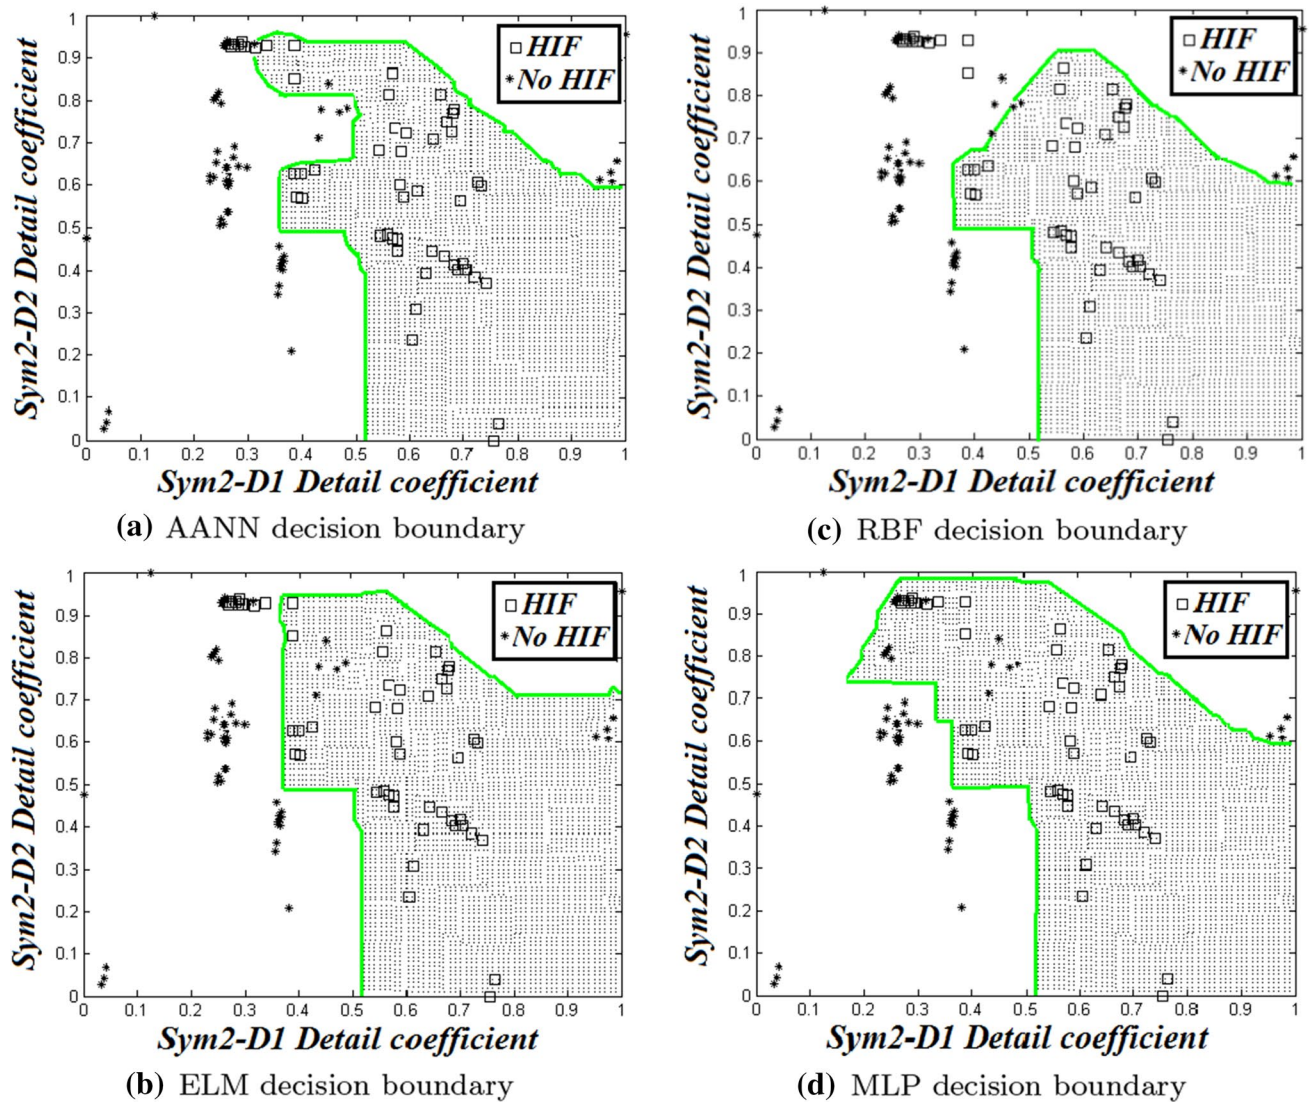 1
0.9
0.8
0.7
0.6
0.5
0.4
0.3
0.2
0.1
0
0.1 0.2 0.3 0.4 0.5 0.6 0.7 0.8 0.9 1
Sym2-D2 Detail coefficient
HIF
No HIF
Sym2-D1 Detail coefficient
(a) AANN decision boundary
1
0.9
0.8
0.7
0.6
0.5
0.4
0.3
0.2
0.1
0
0.1 0.2 0.3 0.4 0.5 0.6 0.7 0.8 0.9 1
Sym2-D2 Detail coefficient
HIF
No HIF
Sym2-D1 Detail coefficient
(c) RBF decision boundary
1
0.9
0.8
0.7
0.6
0.5
0.4
0.3
0.2
0.1
0
0.1 0.2 0.3 0.4 0.5 0.6 0.7 0.8 0.9 1
Sym2-D2 Detail coefficient
HIF
No HIF
Sym2-D1 Detail coefficient
(b) ELM decision boundary
1
0.9
0.8
0.7
0.6
0.5
0.4
0.3
0.2
0.1
0
0.1 0.2 0.3 0.4 0.5 0.6 0.7 0.8 0.9 1
Sym2-D2 Detail coefficient
HIF
No HIF
Sym2-D1 Detail coefficient
(d) MLP decision boundary